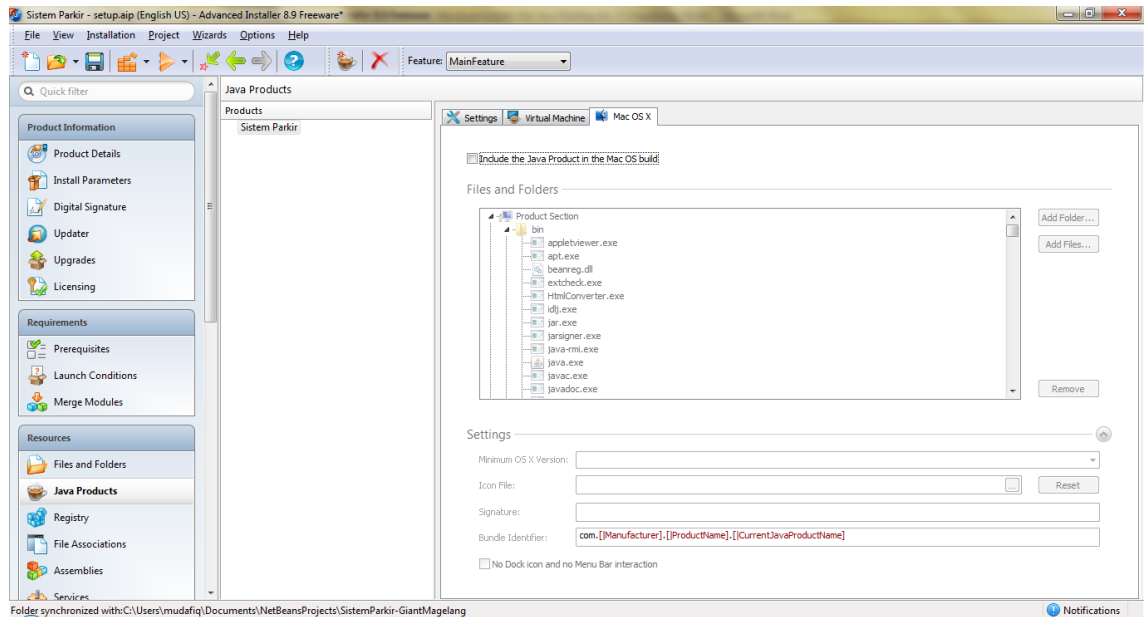 Sistem Parkir - setup.aip (English US) - Advanced Installer 8.9 Freeware*
File View Installation Project Wizards Options Help
Feature: MainFeature
Quick filter
Product Information
Product Details
Install Parameters
Digital Signature
Updater
Upgrades
Licensing
Requirements
Prerequisites
Launch Conditions
Merge Modules
Resources
Files and Folders
Java Products
Registry
File Associations
Assemblies
Services
Java Products
Products
Sistem Parkir
Settings Virtual Machine Mac OS X
Include the Java Product in the Mac OS build
Files and Folders
Product Section
bin
appletviewer.exe
apt.exe
beanreg.dll
extcheck.exe
HtmlConverter.exe
idlj.exe
jar.exe
jarsigner.exe
java-rmi.exe
java.exe
javac.exe
javadoc.exe
Add Folder...
Add Files...
Remove
Settings
Minimum OS X Version:
Icon File: ... Reset
Signature:
Bundle Identifier: com.[|Manufacturer].[|ProductName].[|CurrentJavaProductName]
No Dock icon and no Menu Bar interaction
Folder synchronized with:C:\Users\mudafiq\Documents\NetBeansProjects\SistemParkir-GiantMagelang
Notifications